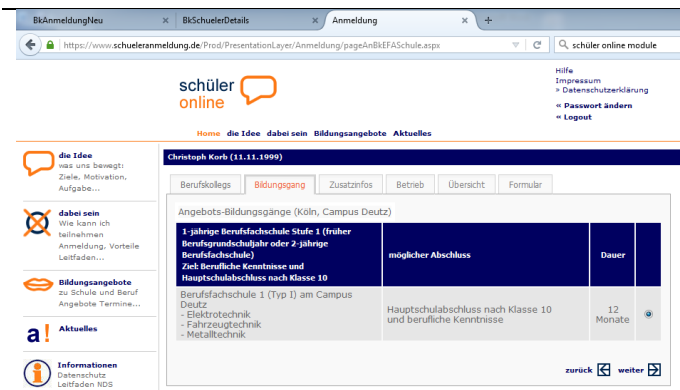 BkAnmeldungNeu
BkSchuelerDetails
Anmeldung
https://www.schueleranmeldung.de/Prod/PresentationLayer/Anmeldung/pageAnBkEFASchule.aspx
schüler online module
schüler
online
Hilfe
Impressum
» Datenschutzerklärung
« Passwort ändern
« Logout
Home die Idee dabei sein Bildungsangebote Aktuelles
die Idee
was uns bewegt:
Ziele, Motivation,
Aufgabe...
dabei sein
Wie kann ich
teilnehmen
Anmeldung, Vorteile
Leitfaden...
Bildungsangebote
zu Schule und Beruf
Angebote Termine...
a! Aktuelles
Informationen
Datenschutz
Leitfaden NDS
Christoph Korb (11.11.1999)
Berufskollegs Bildungsgang Zusatzinfos Betrieb Übersicht Formular
Angebots-Bildungsgänge (Köln, Campus Deutz)
1-jährige Berufsfachschule Stufe 1 (früher
Berufsgrundschuljahr oder 2-jährige
Berufsfachschule)
Ziel: Berufliche Kenntnisse und
Hauptschulabschluss nach Klasse 10
möglicher Abschluss
Dauer
Berufsfachschule 1 (Typ I) am Campus
Deutz
- Elektrotechnik
- Fahrzeugtechnik
- Metalltechnik
Hauptschulabschluss nach Klasse 10
und berufliche Kenntnisse
12
Monate
zurück weiter